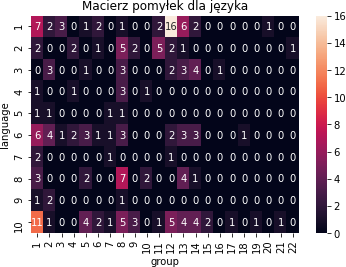 Macierz pomyłek dla języka
1 7 2 3 0 1 2 0 1 0 0 2 16 6 2 0 0 0 0 0 1 0 0
2 2 0 0 2 0 1 0 5 2 0 5 2 1 0 0 0 0 0 0 0 0 1
3 0 3 0 0 1 0 0 3 0 0 0 2 3 4 0 1 0 0 0 0 0 0
4 1 0 0 1 0 0 0 3 0 1 0 0 0 0 0 0 0 0 0 0 0 0
5 1 1 0 0 0 0 1 1 0 0 0 0 0 0 0 0 0 0 0 0 0 0
6 6 4 1 2 3 1 1 3 0 0 0 2 3 3 0 0 0 1 0 0 0 0
7 2 0 0 0 0 0 1 0 0 0 0 1 0 0 0 0 0 0 0 0 0 0
8 3 0 0 0 2 0 0 7 0 2 0 0 4 1 0 0 0 0 0 0 0 0
9 1 2 0 0 0 0 0 0 0 0 0 0 0 0 0 0 0 0 0 0 0 0
10 11 1 0 0 4 2 1 5 3 0 1 5 4 4 2 0 1 0 1 0 1 0
1 2 3 4 5 6 7 8 9 10 11 12 13 14 15 16 17 18 19 20 21 22
group
language
16
14
12
10
8
6
4
2
0